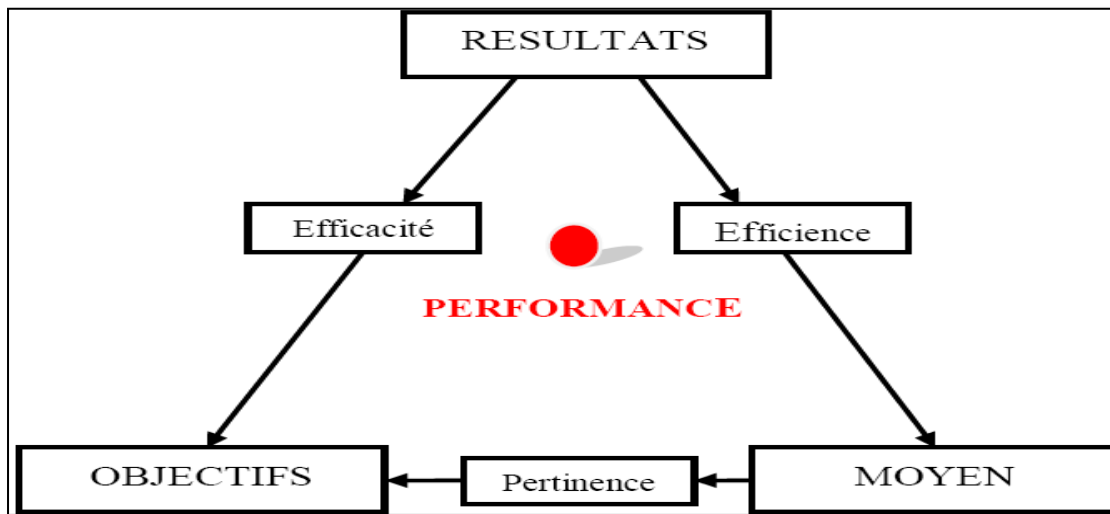 RESULTATS
Efficacité
Efficience
PERFORMANCE
OBJECTIFS
Pertinence
MOYEN